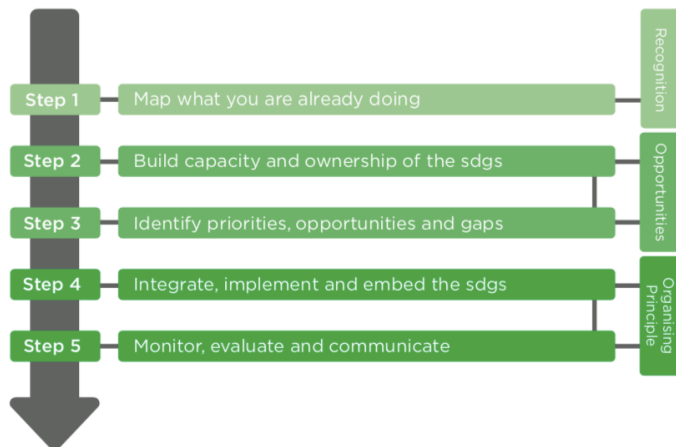 Recognition
Step 1
Map what you are already doing
Step 2
Build capacity and ownership of the sdgs
Opportunities
Step 3
Identify priorities, opportunities and gaps
Step 4
Integrate, implement and embed the sdgs
Organising
Principle
Step 5
Monitor, evaluate and communicate